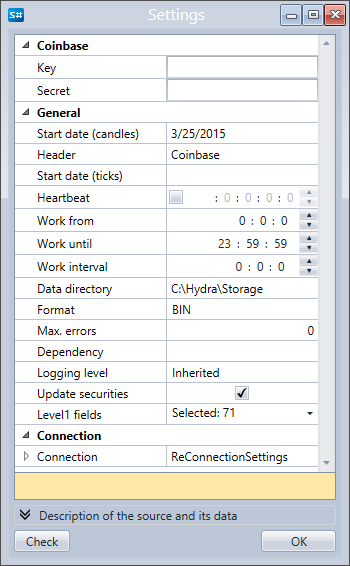 S# Settings
Coinbase
Key
Secret
General
Start date (candles) 3/25/2015
Header Coinbase
Start date (ticks)
Heartbeat : 0 : 0 : 0 : 0
Work from 0 : 0 : 0
Work until 23 : 59 : 59
Work interval 0 : 0 : 0
Data directory C:\Hydra\Storage
Format BIN
Max. errors 0
Dependency
Logging level Inherited
Update securities
Level1 fields Selected: 71
Connection
Connection ReConnectionSettings
Description of the source and its data
Check OK